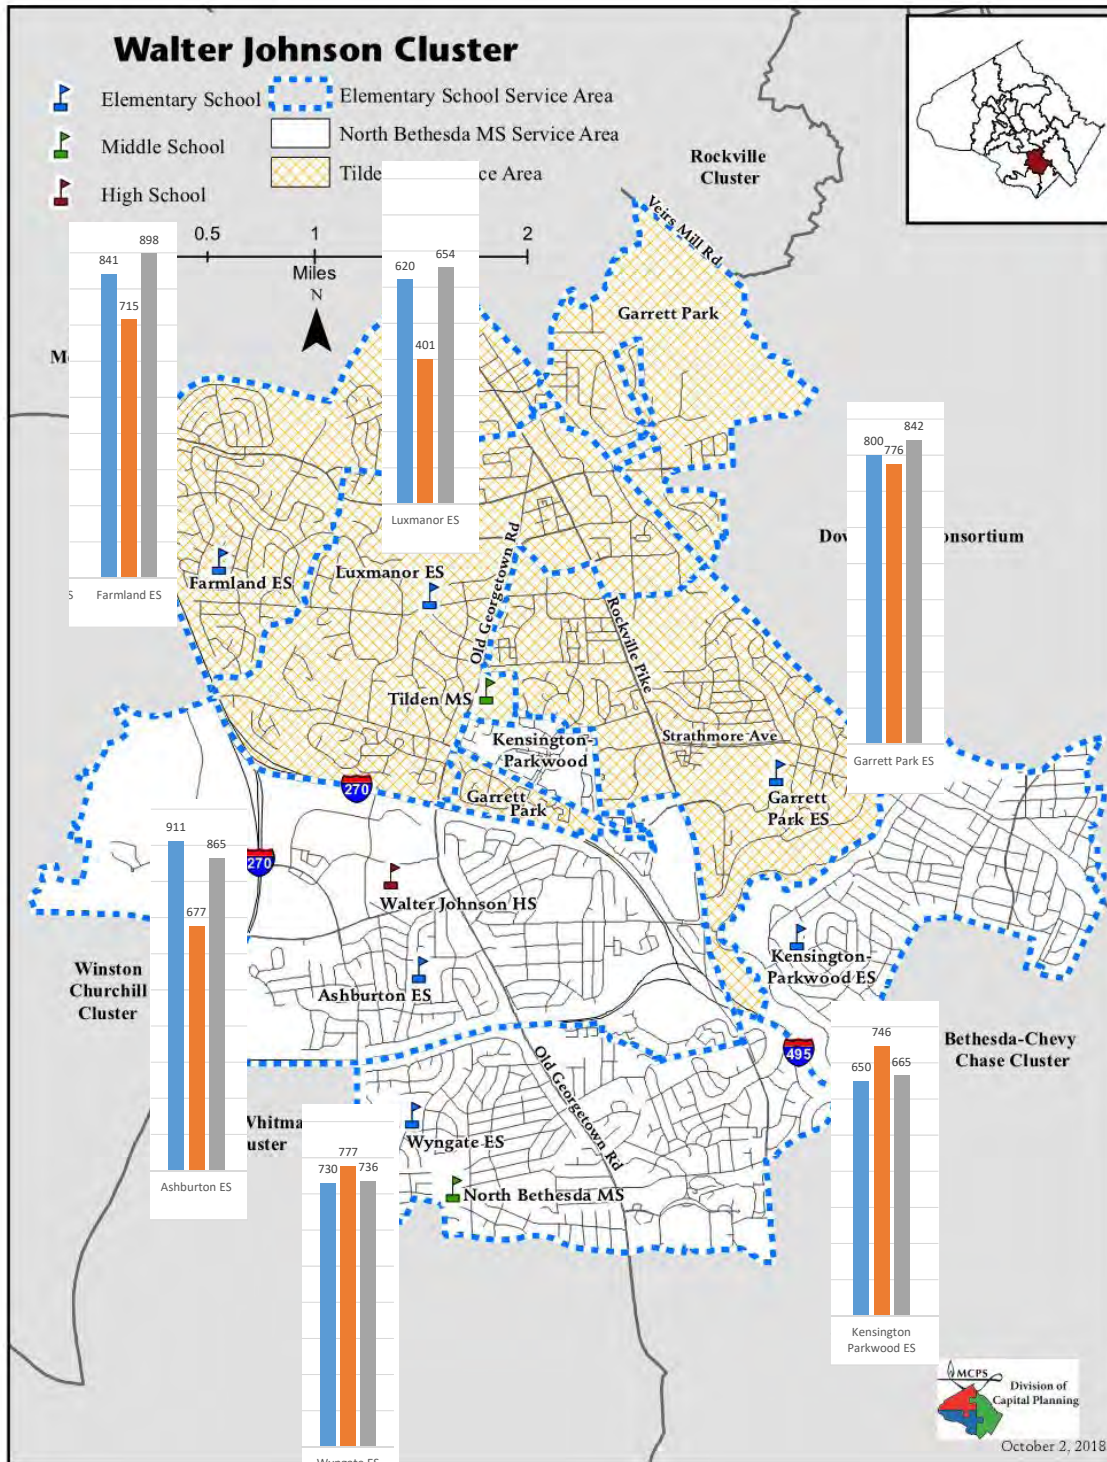 Walter Johnson Cluster
Elementary School
Middle School
High School
Elementary School Service Area
North Bethesda MS Service Area
Service Area
0.5
1
2
Miles
N
Rockville
Cluster
Veirs Mill Rd
Garrett Park
841
715
898
Farmland ES
620
401
654
Luxmanor ES
800
776
842
Garrett Park ES
Farmland ES
Luxmanor ES
Old Georgetown Rd
Rockville Pike
Tilden MS
Kensington-
Parkwood
Strathmore Ave
Garrett
Park
Garrett
Park ES
270
270
911
677
865
Ashburton ES
Walter Johnson HS
Ashburton ES
Kensington-
Parkwood ES
Winston
Churchill
Cluster
Bethesda-Chevy
Chase Cluster
495
650
746
665
Kensington
Parkwood ES
Old Georgetown Rd
Wyngate ES
North Bethesda MS
730
777
736
Wyngate ES
MCPS
Division of
Capital Planning
October 2, 2018